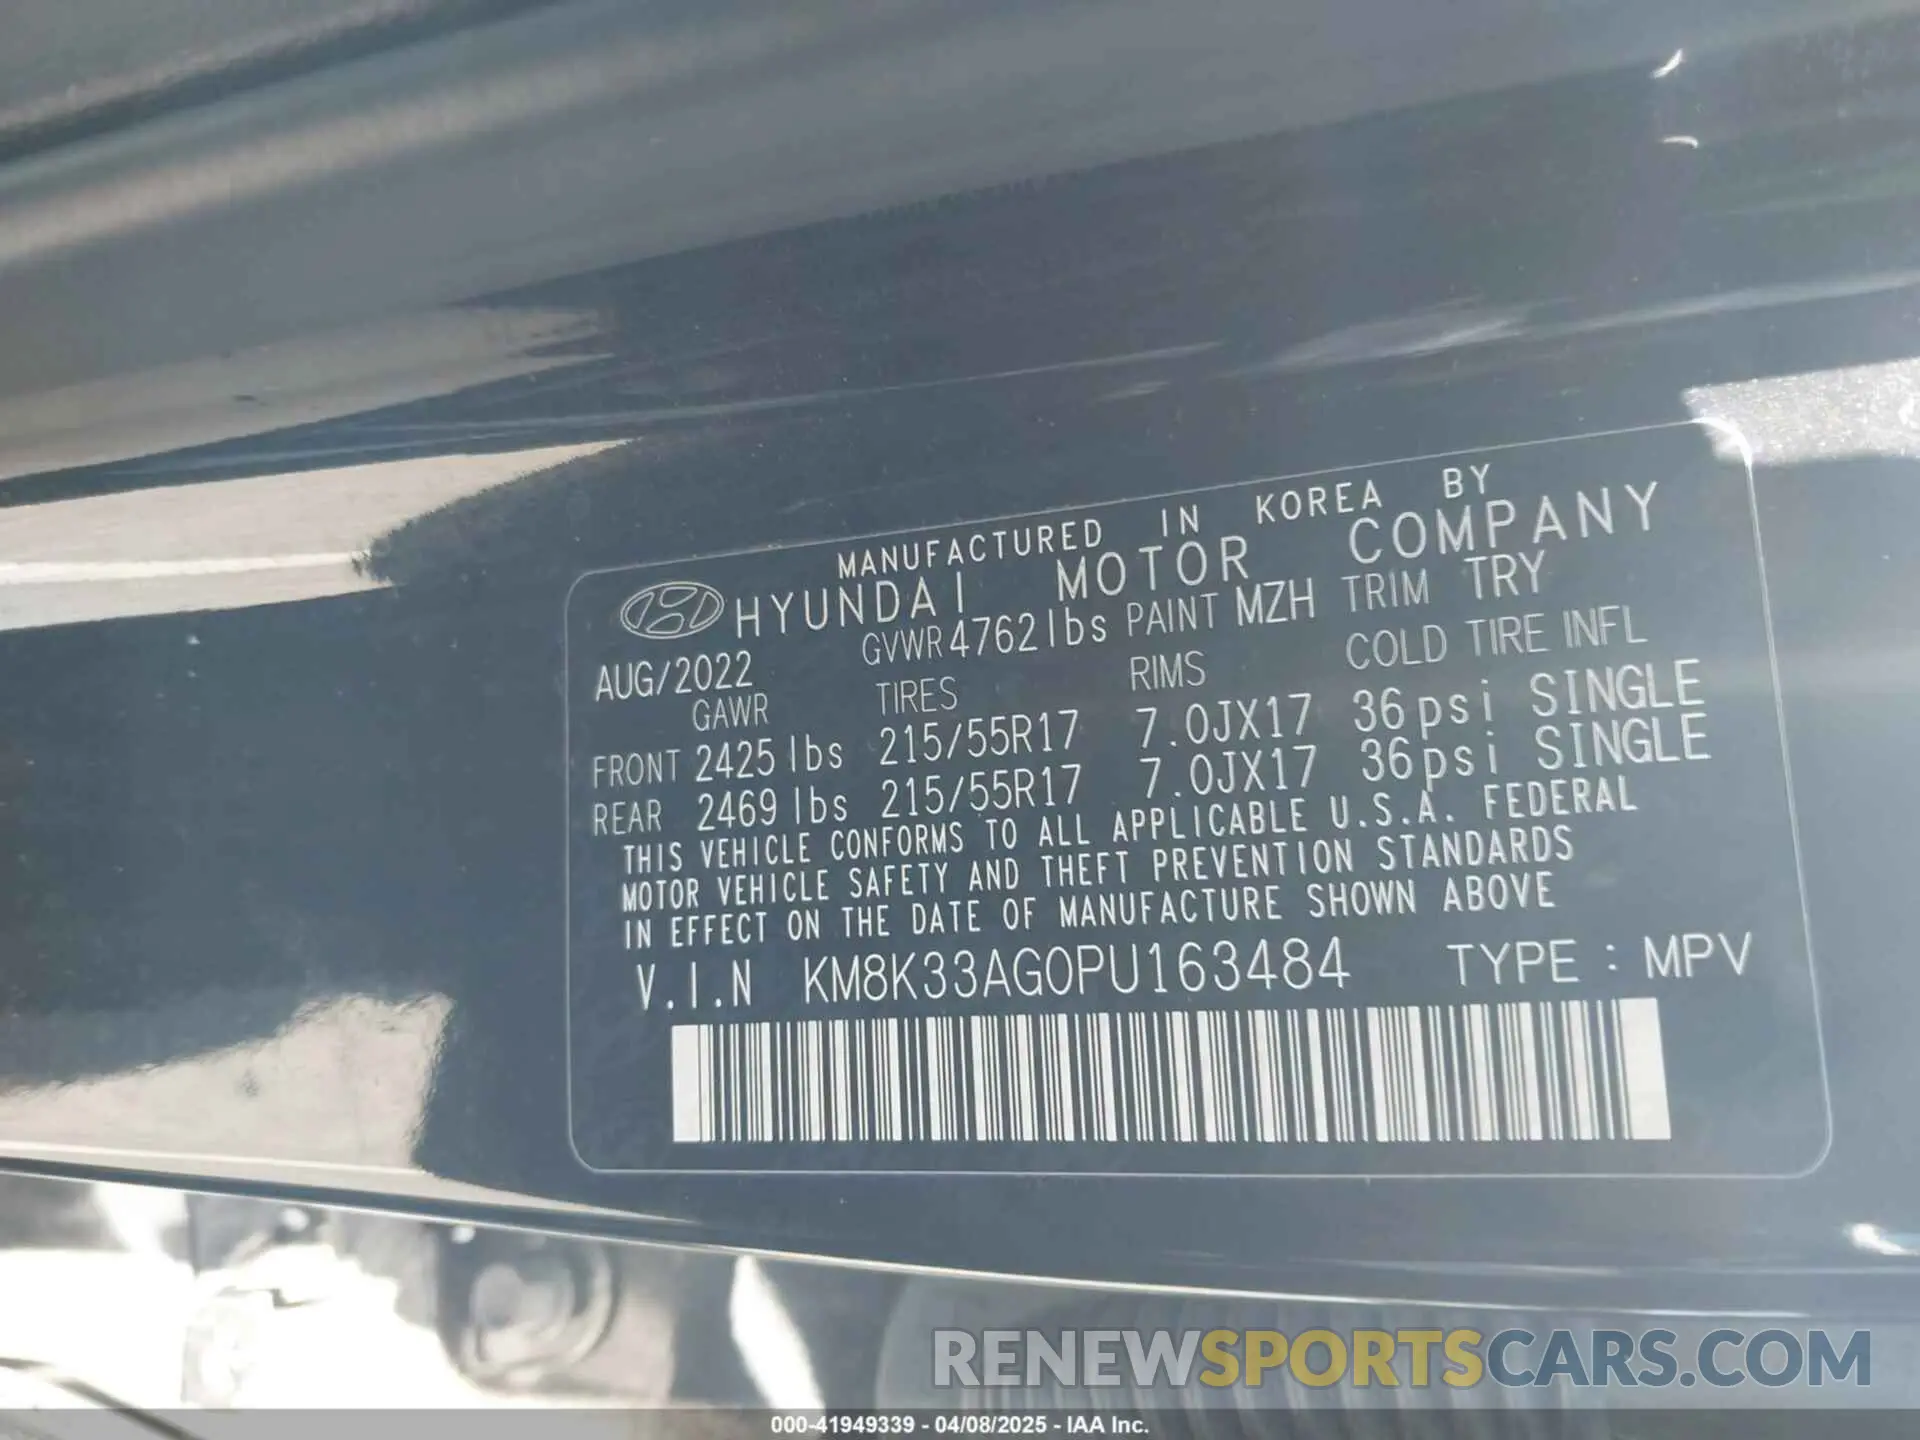 MANUFACTURED IN KOREA BY
HYUNDAI MOTOR COMPANY
AUG/2022 GVWR 4762 lbs PAINT MZH TRIM TRY
GAWR TIRES RIMS COLD TIRE INFL
FRONT 2425 lbs 215/55R17 7.0JX17 36psi SINGLE
REAR 2469 lbs 215/55R17 7.0JX17 36psi SINGLE
THIS VEHICLE CONFORMS TO ALL APPLICABLE U.S.A. FEDERAL
MOTOR VEHICLE SAFETY AND THEFT PREVENTION STANDARDS
IN EFFECT ON THE DATE OF MANUFACTURE SHOWN ABOVE
V.I.N KM8K33AG0PU163484 TYPE : MPV
RENEWSPORTSCARS.COM
000-41949339 - 04/08/2025 - IAA Inc.